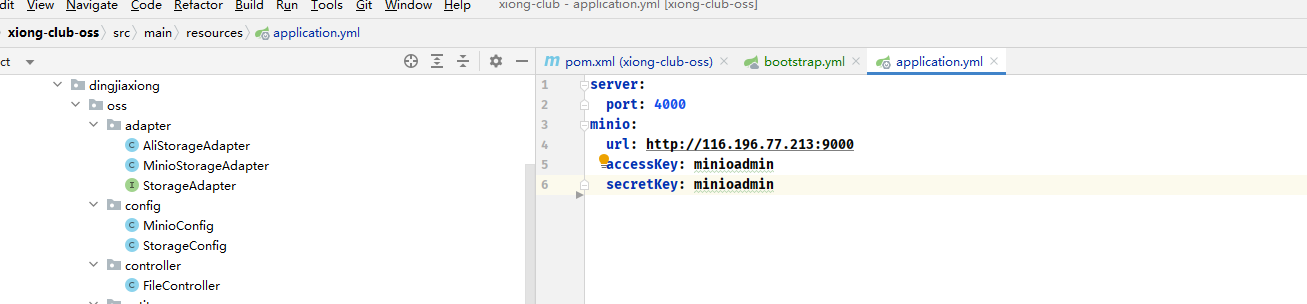 dit View Navigate Code Refactor Build Run Tools Git Window Help xiong-club - application.yml [xiong-club-oss]
xiong-club-oss src main resources application.yml
ct
pom.xml (xiong-club-oss) bootstrap.yml application.yml
dingjiaxiong
oss
adapter
AliStorageAdapter
MinioStorageAdapter
StorageAdapter
config
MinioConfig
StorageConfig
controller
FileController
1 server:
2 port: 4000
3 minio:
4 url: http://116.196.77.213:9000
5 accessKey: minioadmin
6 secretKey: minioadmin